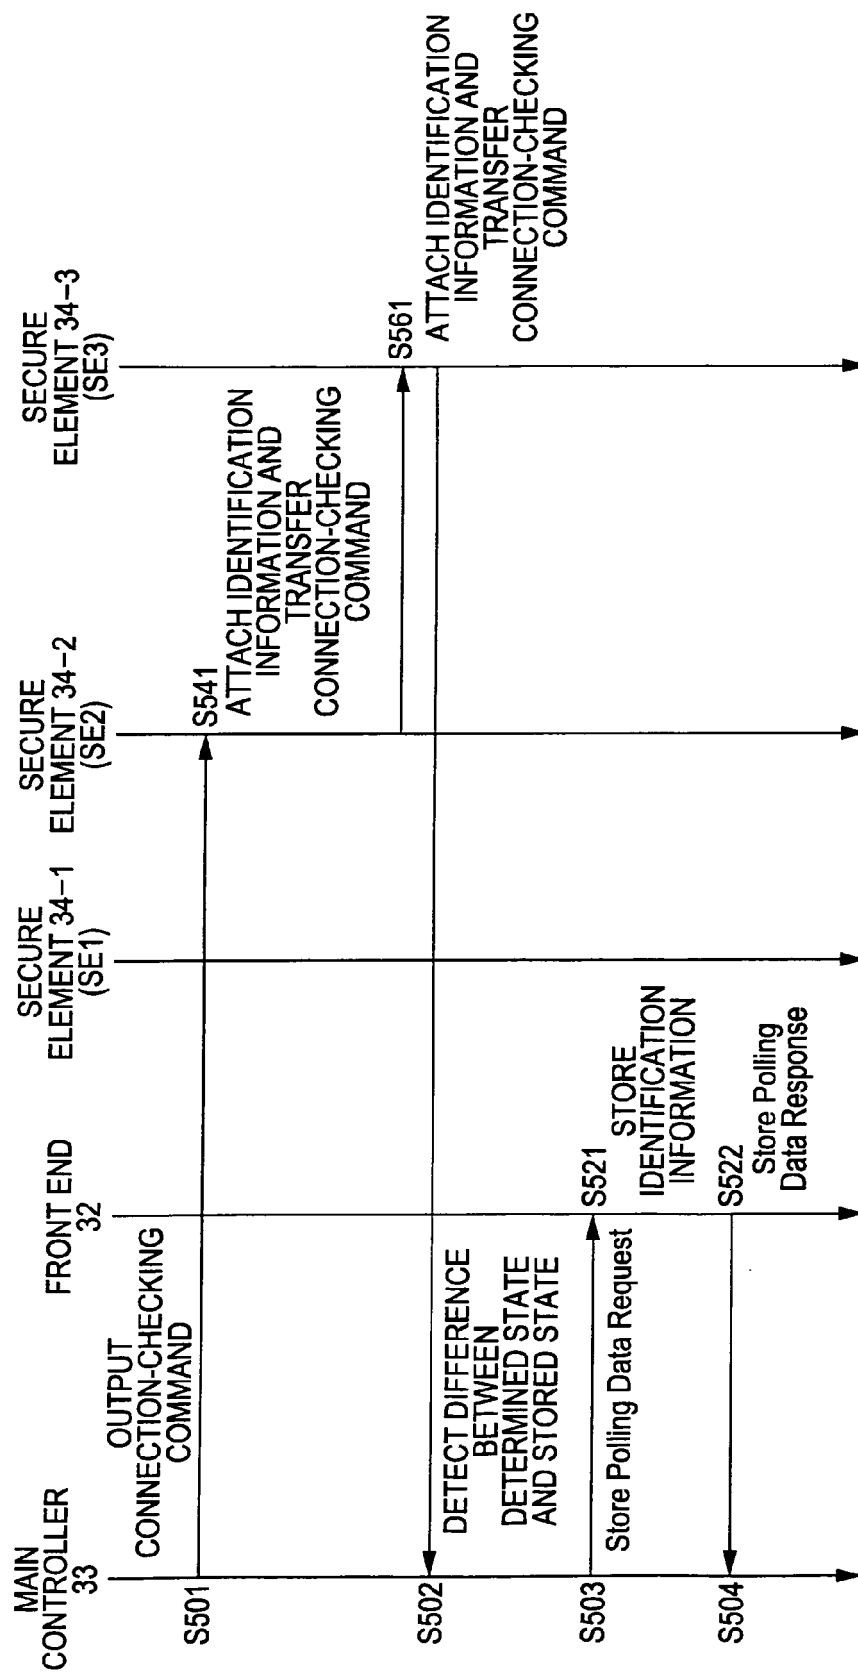 MAIN
CONTROLLER
33
FRONT END
32
SECURE
ELEMENT 34-1
(SE1)
SECURE
ELEMENT 34-2
(SE2)
SECURE
ELEMENT 34-3
(SE3)
S501
OUTPUT
CONNECTION-CHECKING
COMMAND
S541
ATTACH IDENTIFICATION
INFORMATION AND
TRANSFER
CONNECTION-CHECKING
COMMAND
S561
ATTACH IDENTIFICATION
INFORMATION AND
TRANSFER
CONNECTION-CHECKING
COMMAND
S502
DETECT DIFFERENCE
BETWEEN
DETERMINED STATE
AND STORED STATE
S503
Store Polling Data Request
S521
STORE
IDENTIFICATION
INFORMATION
S504
S522
Store Polling
Data Response